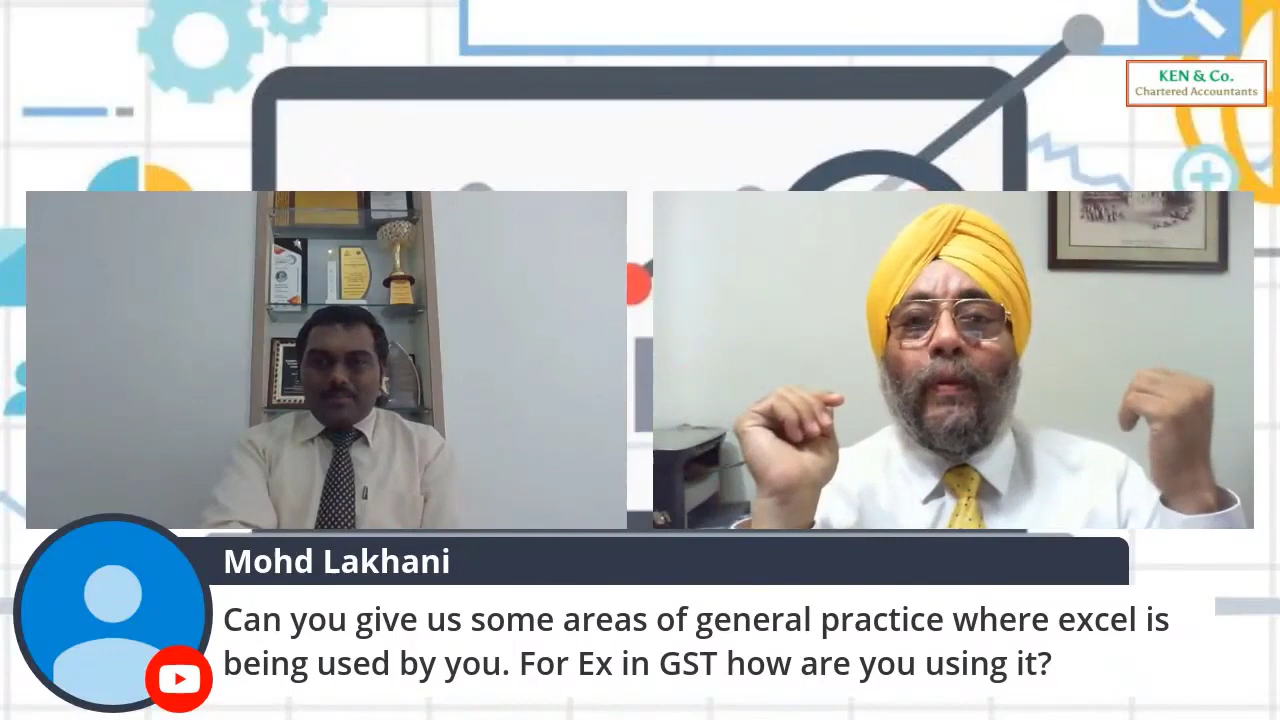 KEN & Co.
Chartered Accountants
Mohd Lakhani
Can you give us some areas of general practice where excel is
being used by you. For Ex in GST how are you using it?